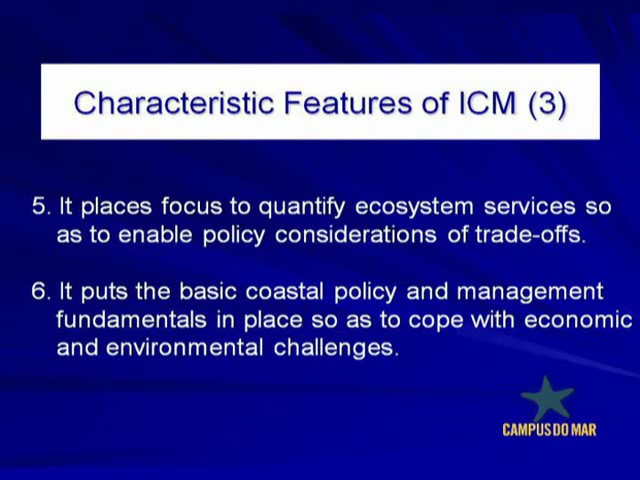 Characteristic Features of ICM (3)
5. It places focus to quantify ecosystem services so
as to enable policy considerations of trade-offs.
6. It puts the basic coastal policy and management
fundamentals in place so as to cope with economic
and environmental challenges.
CAMPUS DO MAR